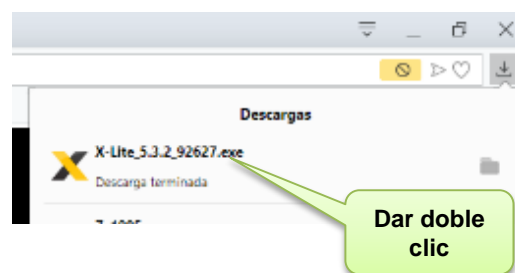 Descargas
X-Lite_5.3.2_92627.exe
Descarga terminada
Dar doble
clic